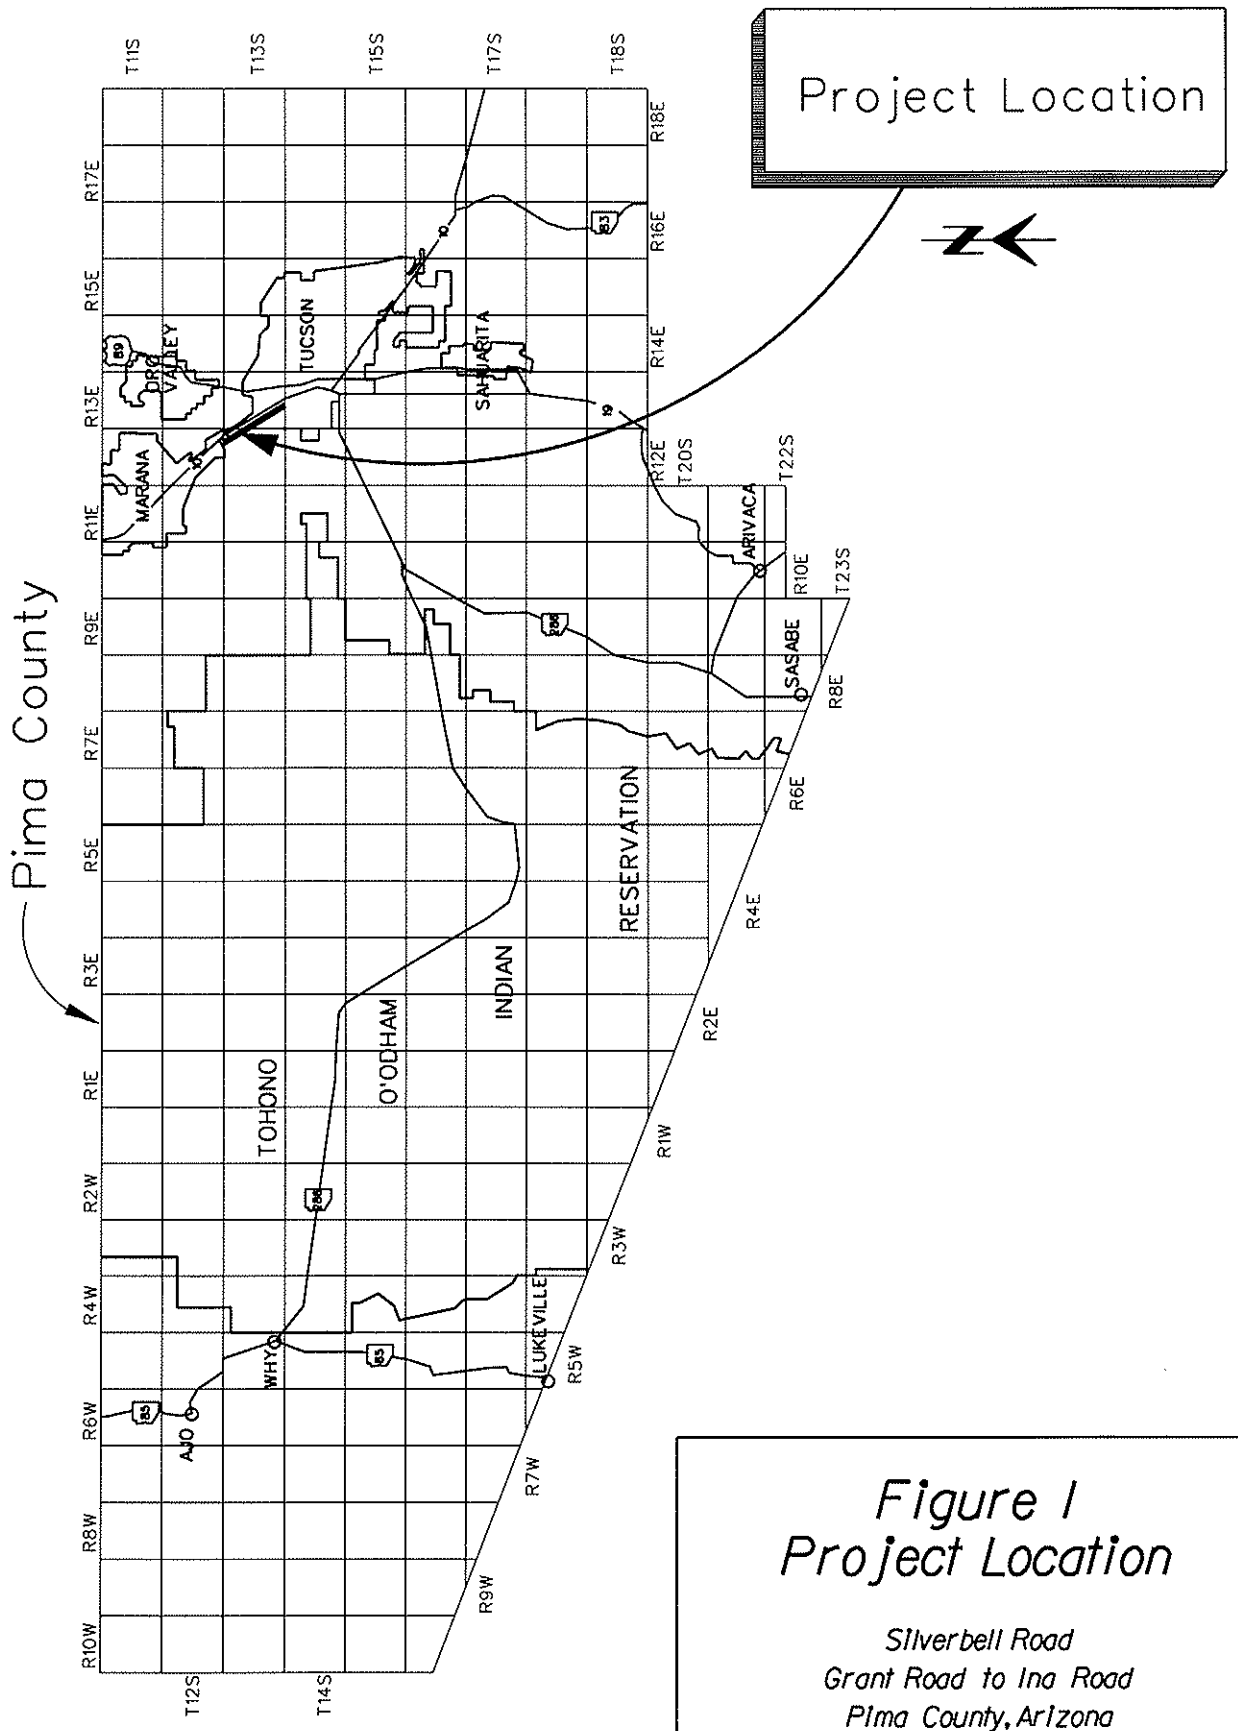 Project Location
Pima County
T11S
T13S
T15S
T17S
T18S
R18E
R17E
R16E
R15E
R14E
R13E
R12E
R11E
R10E
R9E
R8E
R7E
R6E
R5E
R4E
R3E
R2E
R1E
R1W
R2W
R3W
R4W
R5W
R6W
R7W
R8W
R9W
R10W
T12S
T14S
T20S
T22S
T23S
N
89
ORO
VALLEY
TUCSON
SAHUARITA
MARANA
10
10
83
19
ARIVACA
SASABE
286
286
TOHONO
O'ODHAM
INDIAN
RESERVATION
WHY
AJO
LUKEVILLE
85
85
Figure 1
Project Location
Silverbell Road
Grant Road to Ina Road
Pima County, Arizona